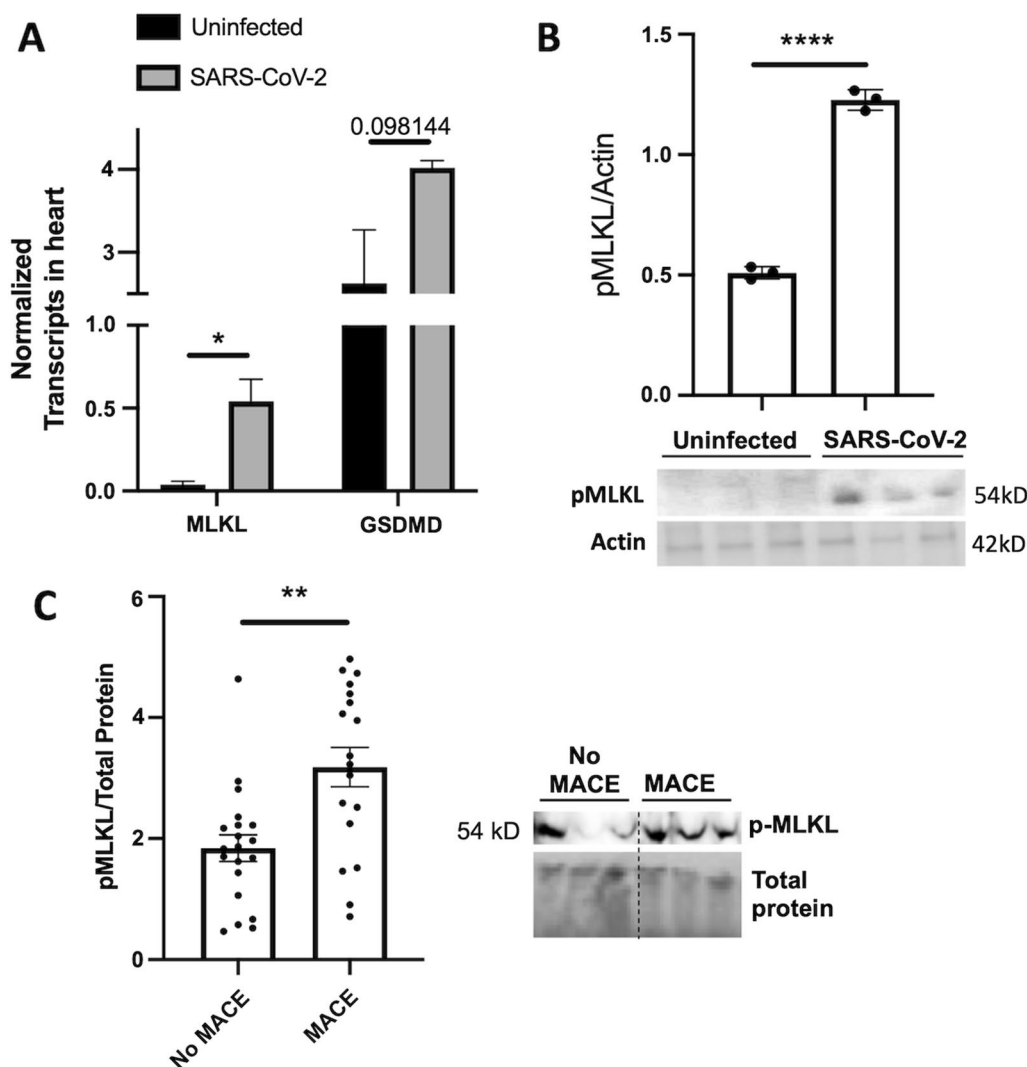 A
Uninfected
SARS-CoV-2
Normalized
Transcripts in heart
4
3
1.0
0.5
0.0
*
0.098144
MLKL
GSDMD
B
pMLKL/Actin
1.5
1.0
0.5
0.0
****
Uninfected
SARS-CoV-2
pMLKL
54kD
Actin
42kD
C
pMLKL/Total Protein
6
4
2
0
**
No MACE
MACE
No
MACE
MACE
54 kD
p-MLKL
Total
protein